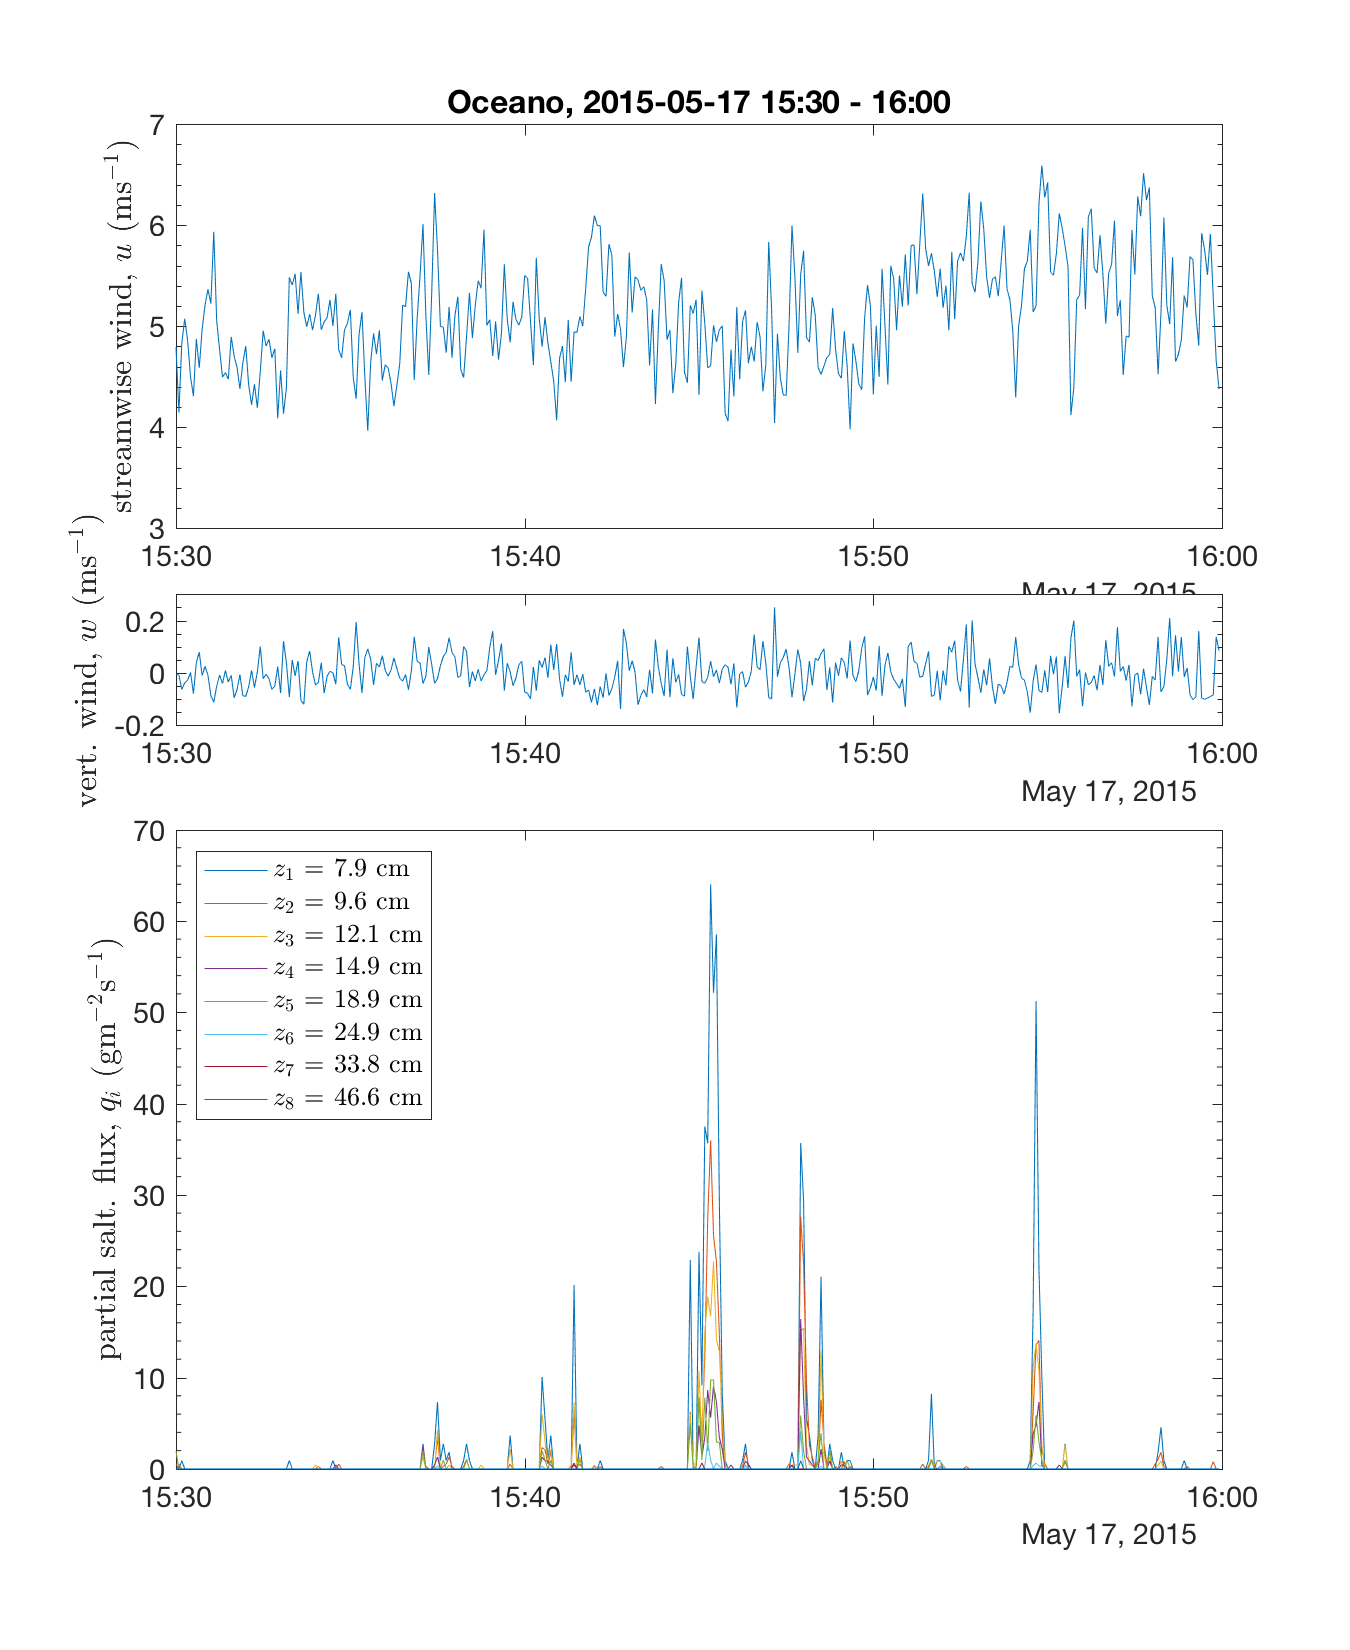 Oceano, 2015-05-17 15:30 - 16:00
streamwise wind, u (ms⁻¹)
7
6
5
4
3
15:30 15:40 15:50 16:00
May 17, 2015
vert. wind, w (ms⁻¹)
0.2
0
-0.2
15:30 15:40 15:50 16:00
May 17, 2015
partial salt. flux, qᵢ (gm⁻²s⁻¹)
70
60
50
40
30
20
10
0
z₁ = 7.9 cm
z₂ = 9.6 cm
z₃ = 12.1 cm
z₄ = 14.9 cm
z₅ = 18.9 cm
z₆ = 24.9 cm
z₇ = 33.8 cm
z₈ = 46.6 cm
15:30 15:40 15:50 16:00
May 17, 2015